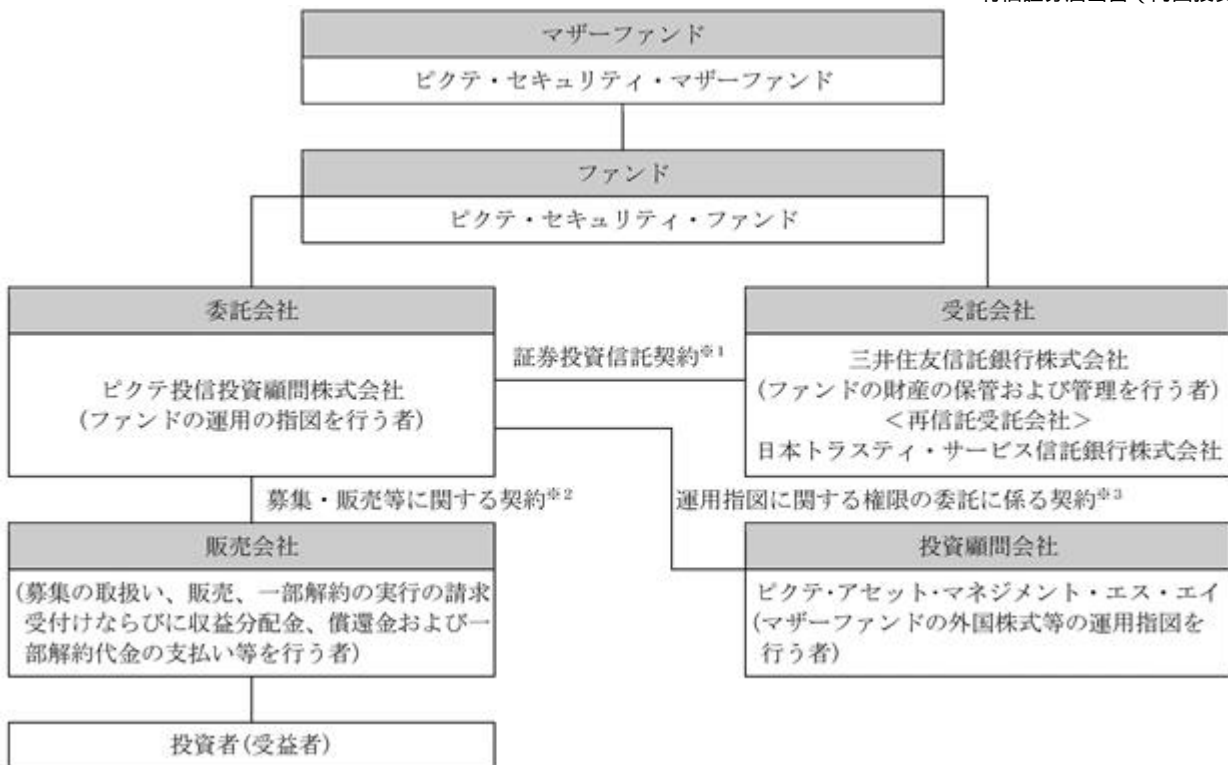 マザーファンド
ピクテ・セキュリティ・マザーファンド
ファンド
ピクテ・セキュリティ・ファンド
委託会社
ピクテ投信投資顧問株式会社
(ファンドの運用の指図を行う者)
証券投資信託契約※1
受託会社
三井住友信託銀行株式会社
(ファンドの財産の保管および管理を行う者)
<再信託受託会社>
日本トラスティ・サービス信託銀行株式会社
募集・販売等に関する契約※2
運用指図に関する権限の委託に係る契約※3
販売会社
(募集の取扱い、販売、一部解約の実行の請求
受付けならびに収益分配金、償還金および一
部解約代金の支払い等を行う者)
投資顧問会社
ピクテ・アセット・マネジメント・エス・エイ
(マザーファンドの外国株式等の運用指図を
行う者)
投資者(受益者)